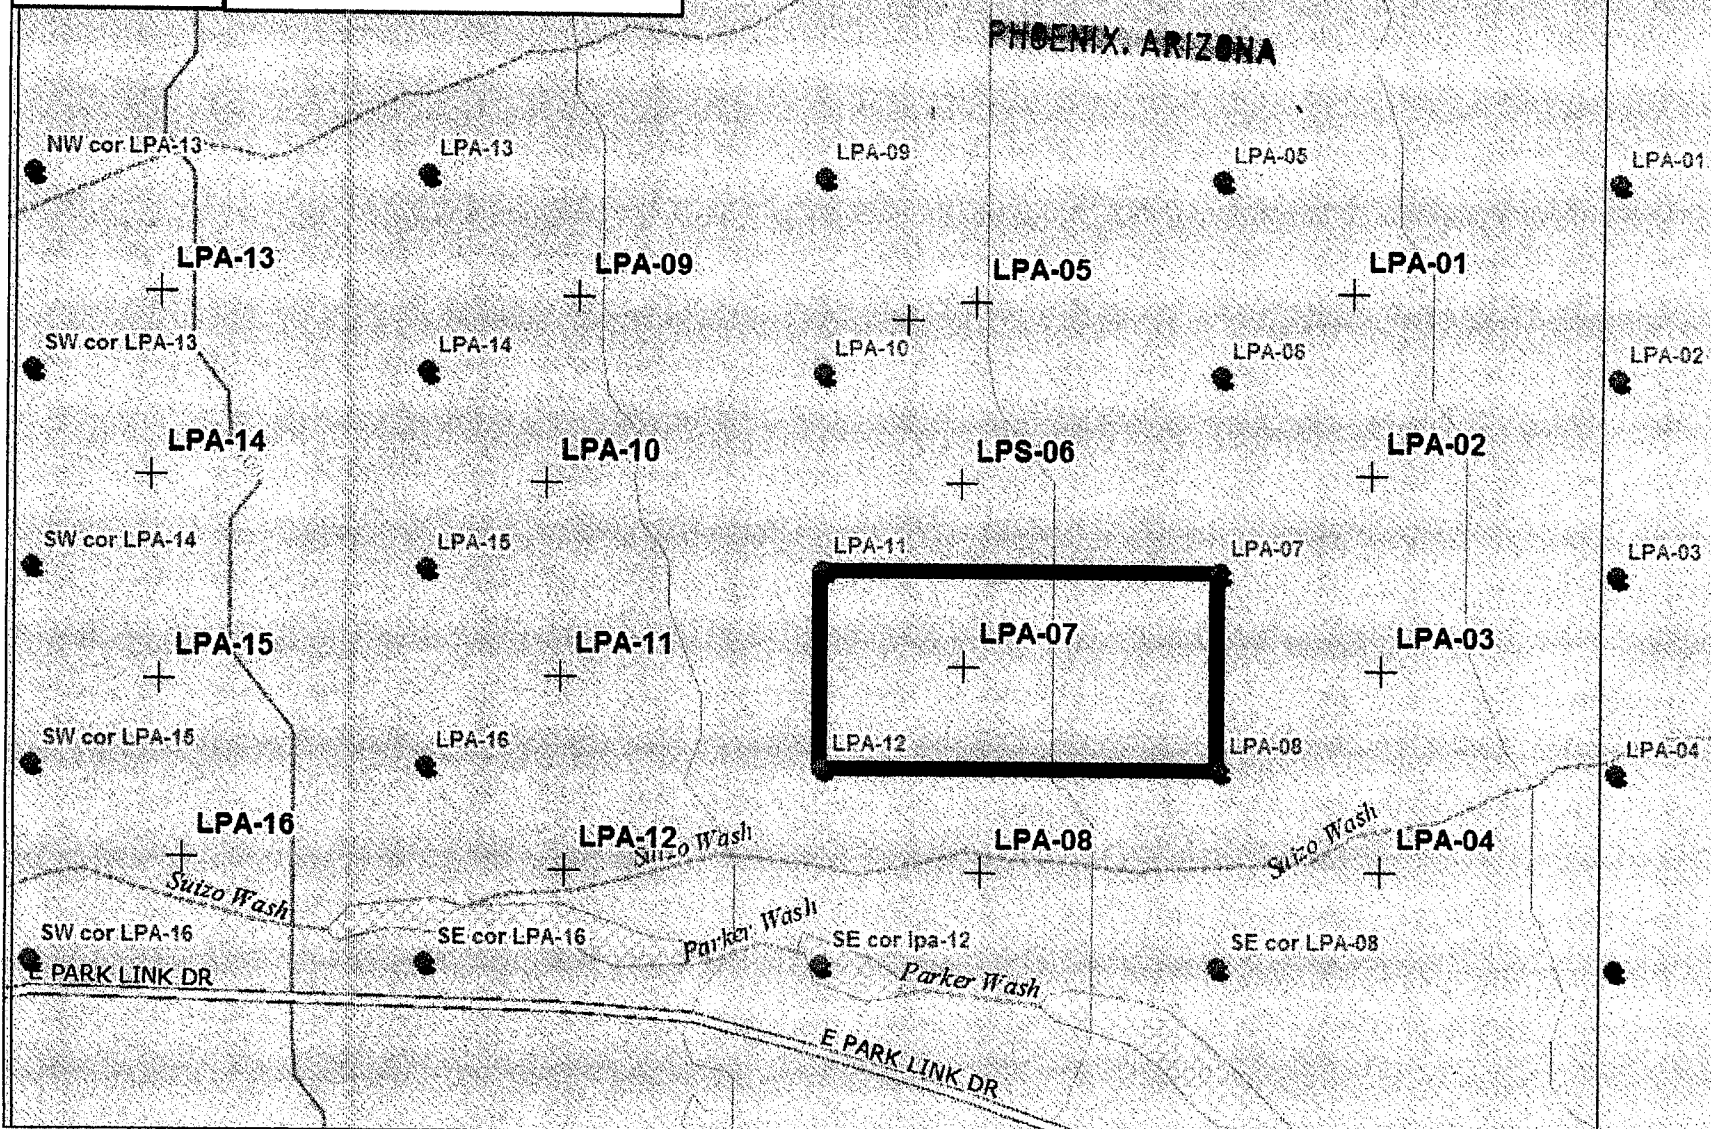 PHOENIX, ARIZONA
NW cor LPA-13
LPA-13
LPA-09
LPA-05
LPA-01
LPA-13
LPA-09
LPA-05
LPA-01
SW cor LPA-13
LPA-14
LPA-10
LPA-06
LPA-02
LPA-14
LPA-10
LPS-06
LPA-02
SW cor LPA-14
LPA-15
LPA-11
LPA-07
LPA-03
LPA-15
LPA-11
LPA-07
LPA-03
SW cor LPA-15
LPA-16
LPA-12
LPA-08
LPA-04
LPA-16
LPA-12
Suizo Wash
LPA-08
Suizo Wash
LPA-04
Suizo Wash
Parker Wash
SW cor LPA-16
SE cor LPA-16
SE cor lpa-12
SE cor LPA-08
E PARK LINK DR
Parker Wash
E PARK LINK DR